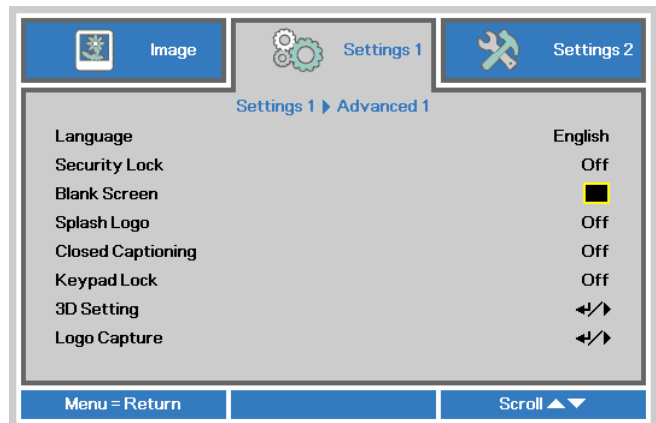 Image
Settings 1
Settings 2
Settings 1 ▶ Advanced 1
Language English
Security Lock Off
Blank Screen
Splash Logo Off
Closed Captioning Off
Keypad Lock Off
3D Setting ↵/▶
Logo Capture ↵/▶
Menu = Return Scroll ▲▼